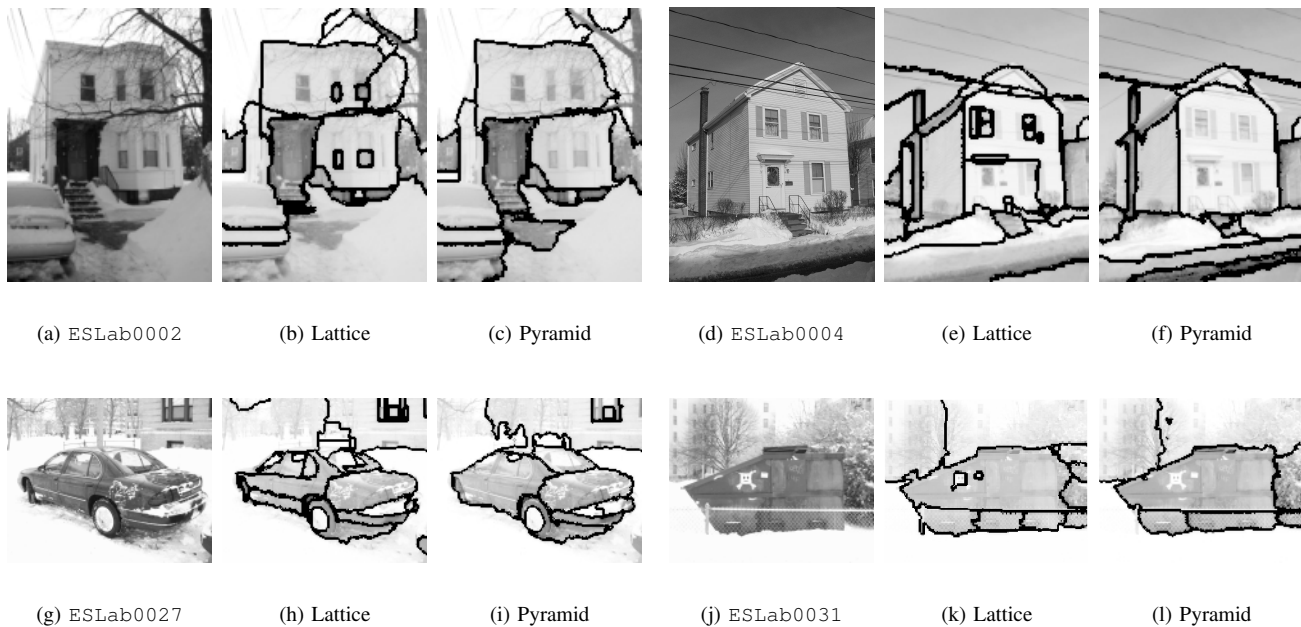 (a) ESLab0002 (b) Lattice (c) Pyramid (d) ESLab0004 (e) Lattice (f) Pyramid
(g) ESLab0027 (h) Lattice (i) Pyramid (j) ESLab0031 (k) Lattice (l) Pyramid